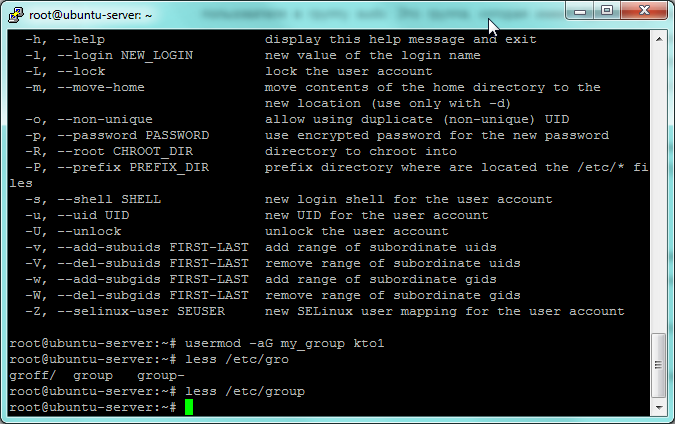 root@ubuntu-server: ~
-h, --help                    display this help message and exit
-l, --login NEW_LOGIN         new value of the login name
-L, --lock                    lock the user account
-m, --move-home               move contents of the home directory to the
                              new location (use only with -d)
-o, --non-unique              allow using duplicate (non-unique) UID
-p, --password PASSWORD       use encrypted password for the new password
-R, --root CHROOT_DIR         directory to chroot into
-P, --prefix PREFIX_DIR       prefix directory where are located the /etc/* fi
les
-s, --shell SHELL             new login shell for the user account
-u, --uid UID                 new UID for the user account
-U, --unlock                  unlock the user account
-v, --add-subuids FIRST-LAST  add range of subordinate uids
-V, --del-subuids FIRST-LAST  remove range of subordinate uids
-w, --add-subgids FIRST-LAST  add range of subordinate gids
-W, --del-subgids FIRST-LAST  remove range of subordinate gids
-Z, --selinux-user SEUSER     new SELinux user mapping for the user account
root@ubuntu-server:~# usermod -aG my_group kto1
root@ubuntu-server:~# less /etc/gro
groff/  group   group-
root@ubuntu-server:~# less /etc/group
root@ubuntu-server:~#